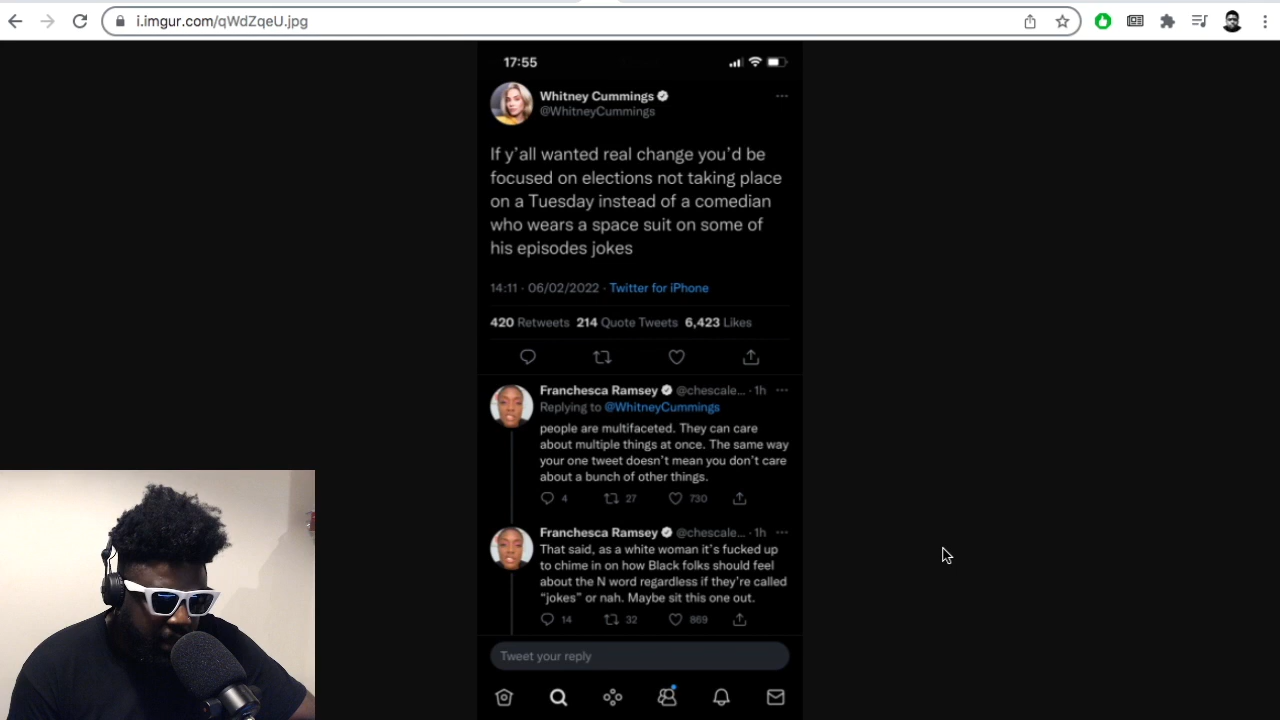 i.imgur.com/qWdZqeU.jpg
17:55
Whitney Cummings
@WhitneyCummings
If y’all wanted real change you’d be
focused on elections not taking place
on a Tuesday instead of a comedian
who wears a space suit on some of
his episodes jokes
14:11 · 06/02/2022 · Twitter for iPhone
420 Retweets 214 Quote Tweets 6,423 Likes
Franchesca Ramsey @chescale... · 1h
Replying to @WhitneyCummings
people are multifaceted. They can care
about multiple things at once. The same way
your one tweet doesn’t mean you don’t care
about a bunch of other things.
4 27 730
Franchesca Ramsey @chescale... · 1h
That said, as a white woman it’s fucked up
to chime in on how Black folks should feel
about the N word regardless if they’re called
“jokes” or nah. Maybe sit this one out.
14 32 869
Tweet your reply